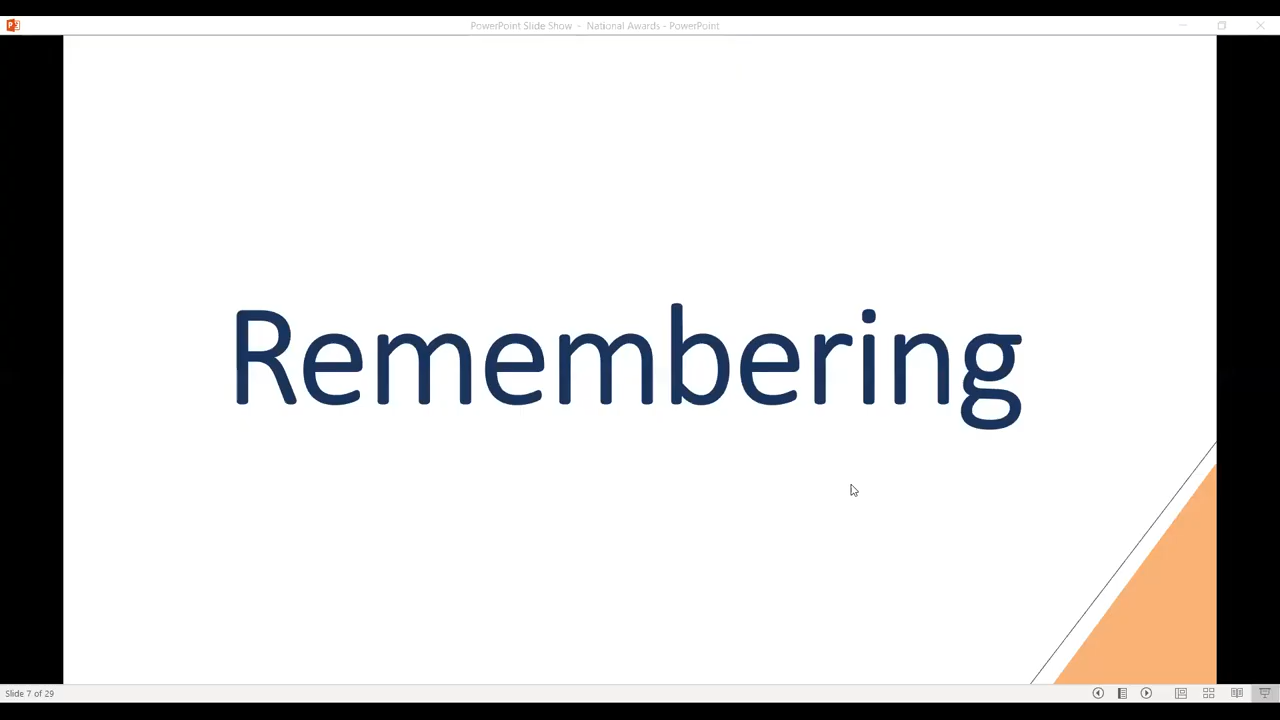 PowerPoint Slide Show - National Awards - PowerPoint
Remembering
Slide 7 of 29